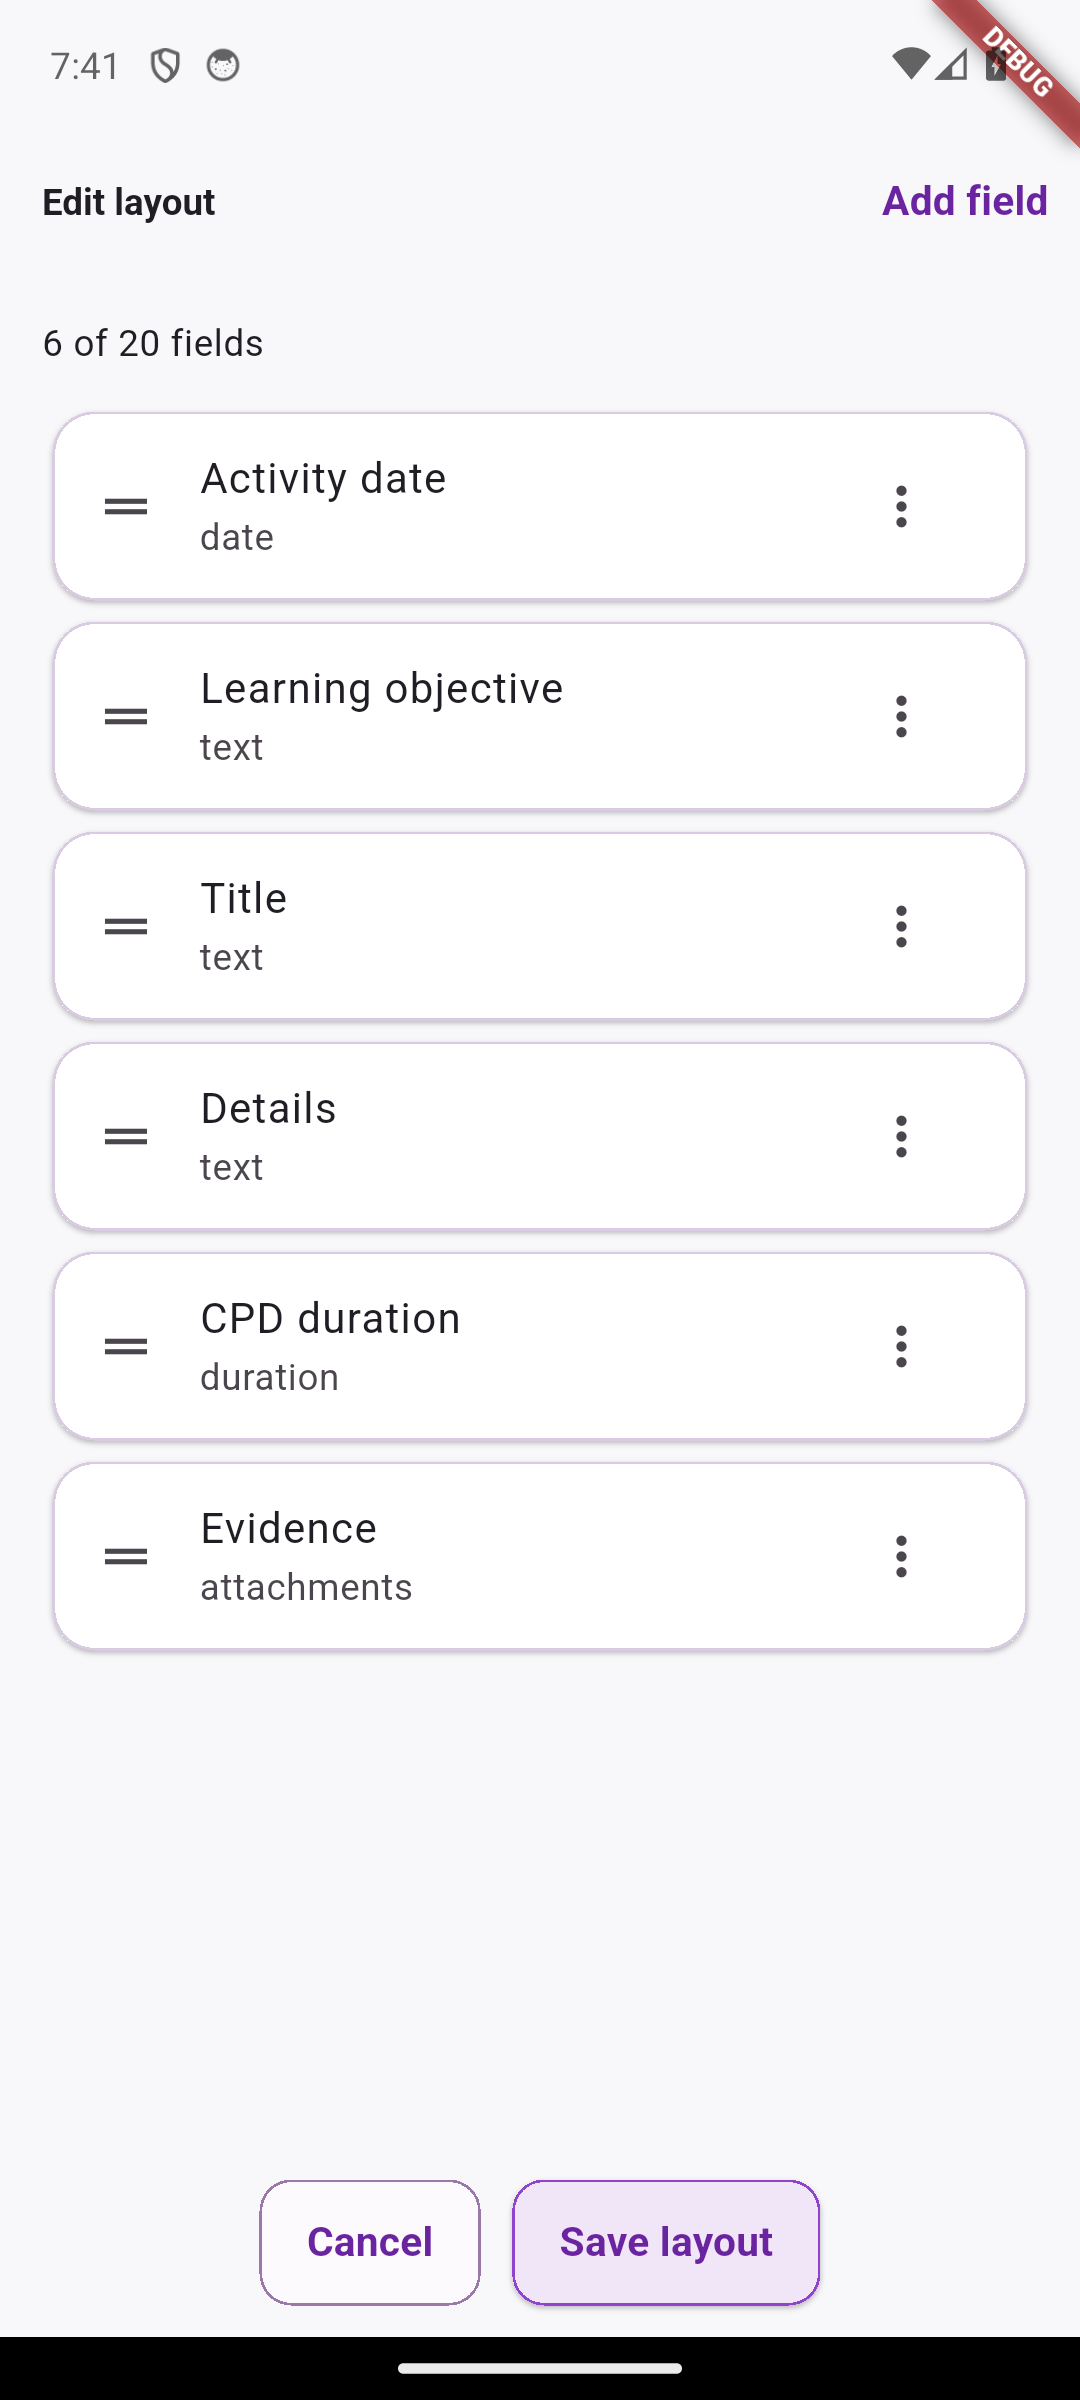 7:41
DEBUG
Edit layout
Add field
6 of 20 fields
Activity date
date
Learning objective
text
Title
text
Details
text
CPD duration
duration
Evidence
attachments
Cancel
Save layout